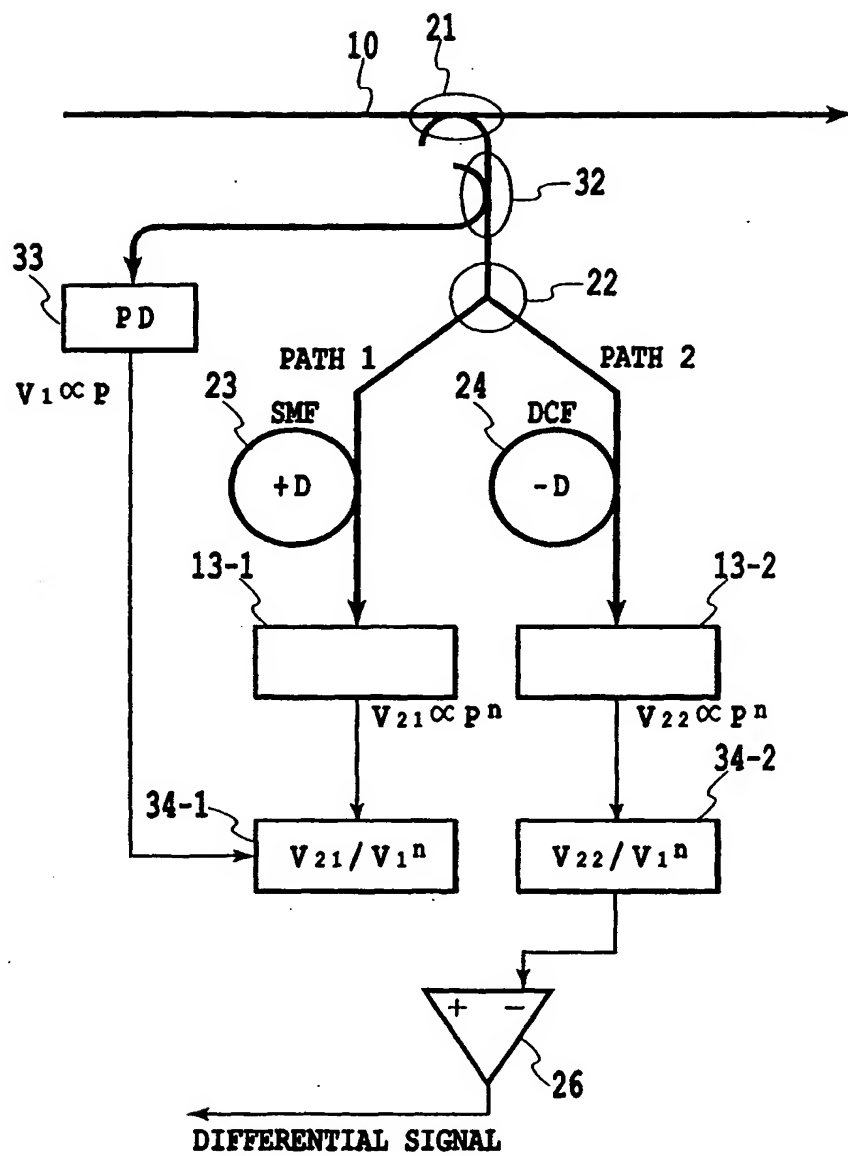 21
10
32
33
22
PD
PATH 1
PATH 2
V₁∝p
23
SMF
24
DCF
+D
-D
13-1
13-2
V₂₁∝pⁿ
V₂₂∝pⁿ
34-1
34-2
V₂₁/V₁ⁿ
V₂₂/V₁ⁿ
+ -
26
DIFFERENTIAL SIGNAL